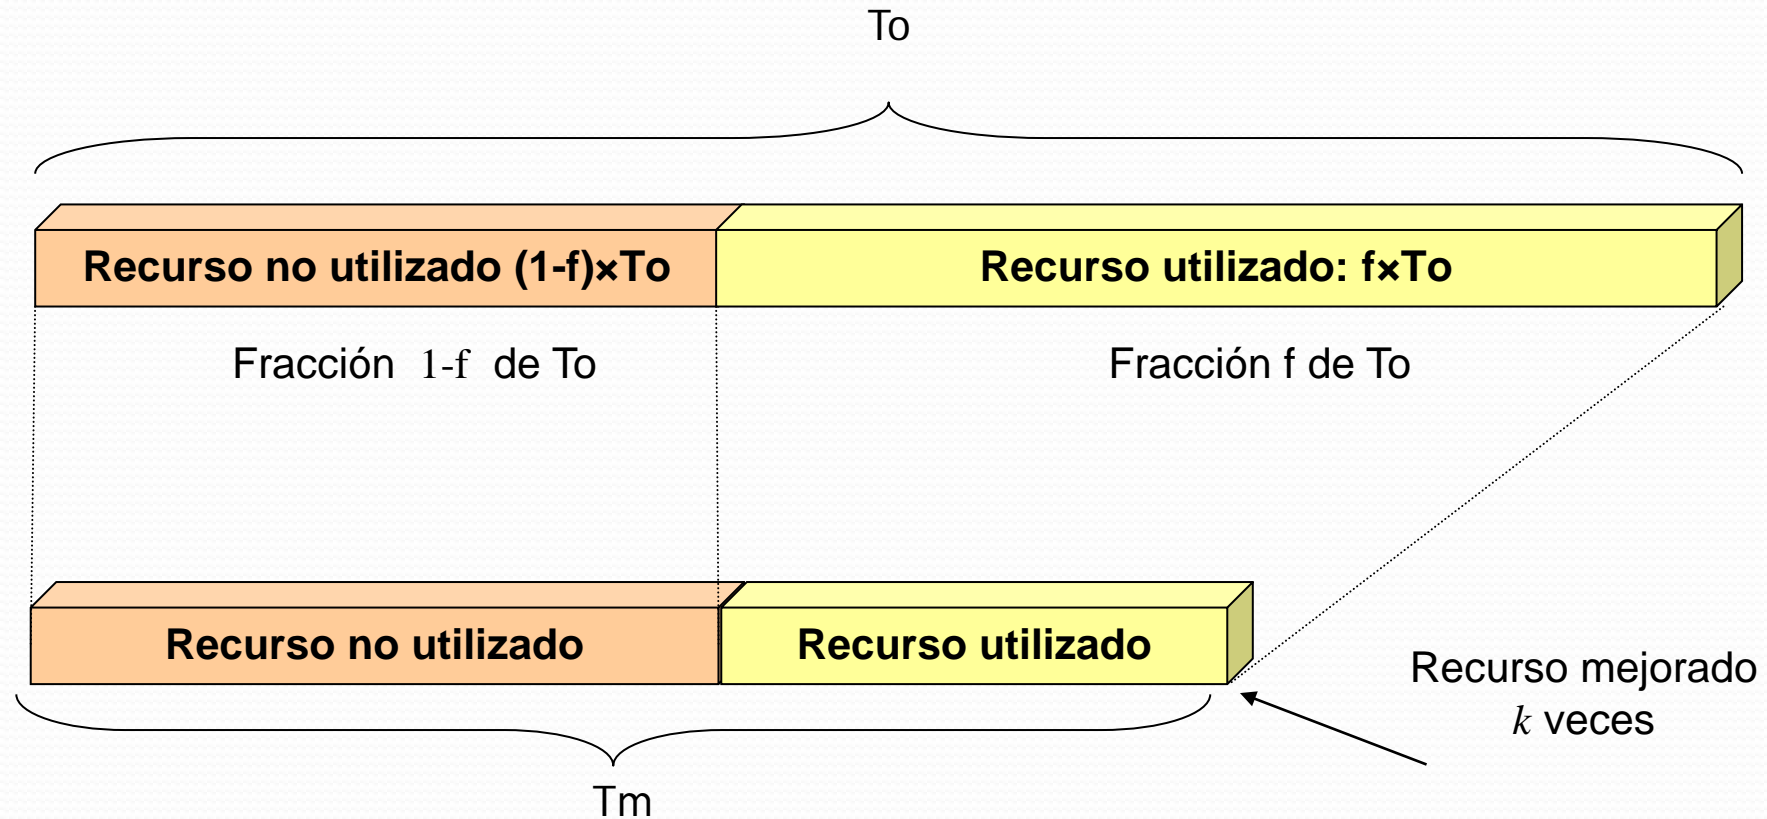 To
Recurso no utilizado (1-f)×To
Recurso utilizado: f×To
Fracción 1-f de To
Fracción f de To
Recurso no utilizado
Recurso utilizado
Recurso mejorado
k veces
Tm